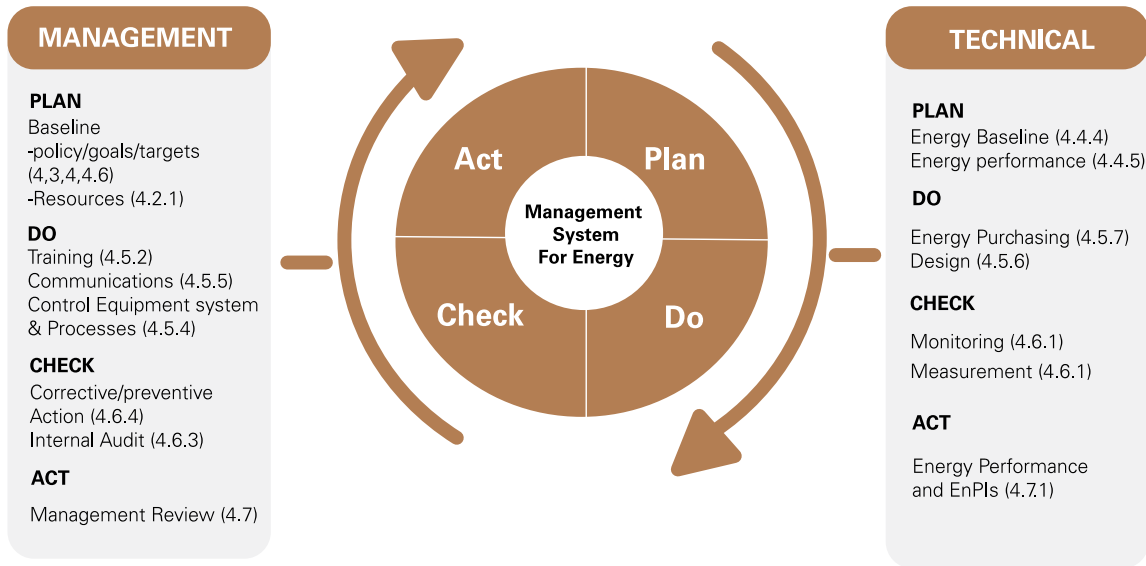 MANAGEMENT
PLAN
Baseline
-policy/goals/targets
(4,3,4,4.6)
-Resources (4.2.1)
DO
Training (4.5.2)
Communications (4.5.5)
Control Equipment system
& Processes (4.5.4)
CHECK
Corrective/preventive
Action (4.6.4)
Internal Audit (4.6.3)
ACT
Management Review (4.7)
Act
Plan
Management
System
For Energy
Check
Do
TECHNICAL
PLAN
Energy Baseline (4.4.4)
Energy performance (4.4.5)
DO
Energy Purchasing (4.5.7)
Design (4.5.6)
CHECK
Monitoring (4.6.1)
Measurement (4.6.1)
ACT
Energy Performance
and EnPIs (4.7.1)